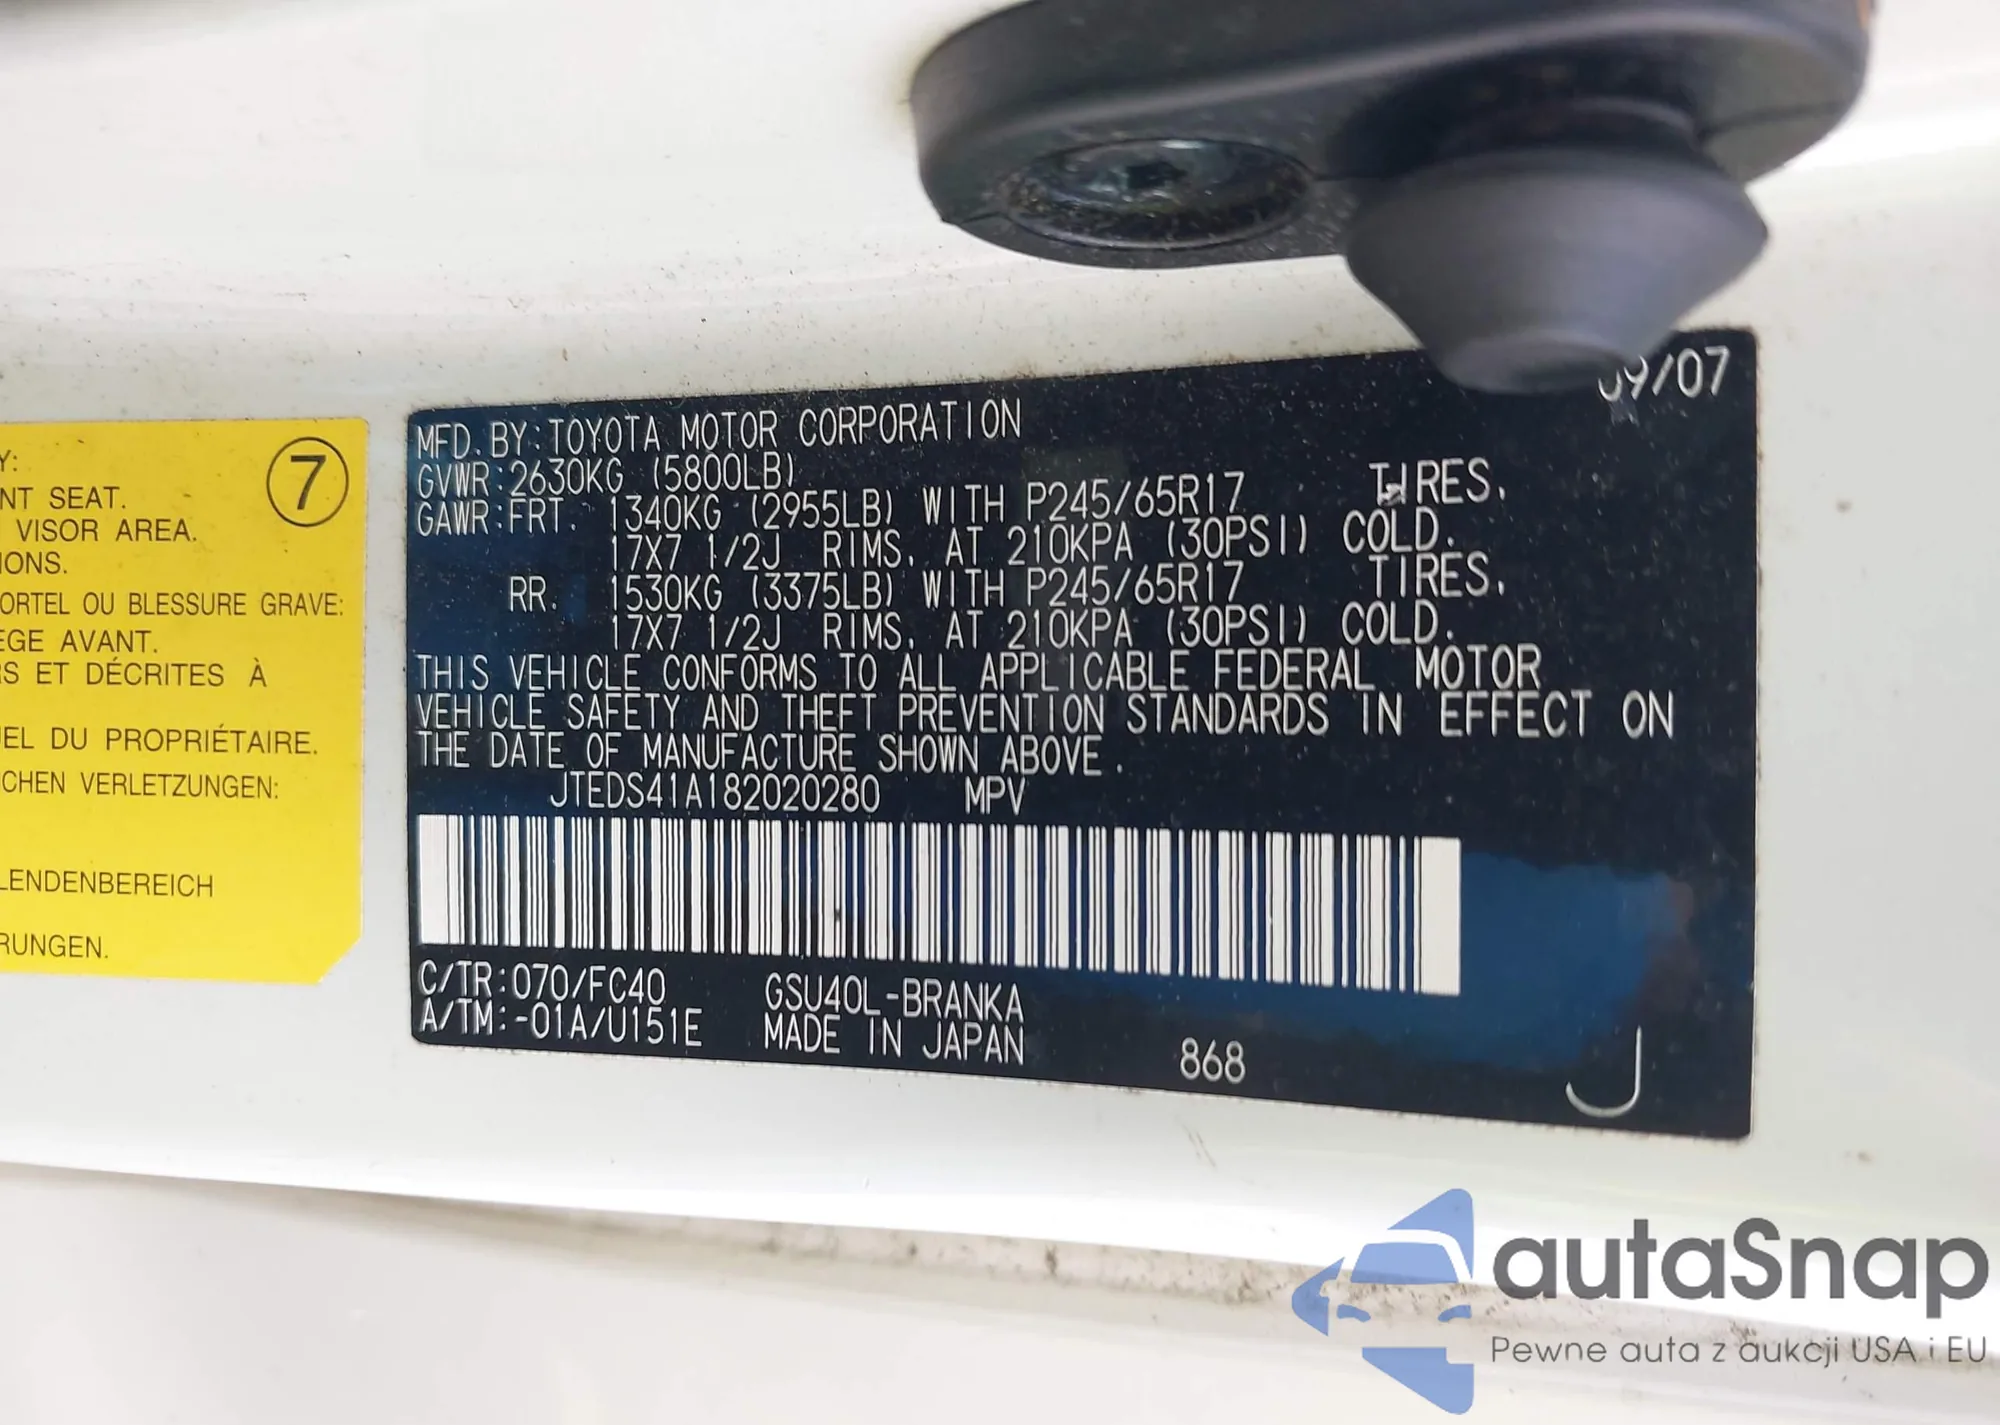 09/07
MFD. BY: TOYOTA MOTOR CORPORATION
GVWR: 2630KG (5800LB)
GAWR: FRT. 1340KG (2955LB) WITH P245/65R17 TIRES.
17X7 1/2J RIMS. AT 210KPA (30PSI) COLD.
RR. 1530KG (3375LB) WITH P245/65R17 TIRES.
17X7 1/2J RIMS. AT 210KPA (30PSI) COLD.
THIS VEHICLE CONFORMS TO ALL APPLICABLE FEDERAL MOTOR
VEHICLE SAFETY AND THEFT PREVENTION STANDARDS IN EFFECT ON
THE DATE OF MANUFACTURE SHOWN ABOVE.
JTEDS41A182020280 MPV
C/TR: 070/FC40 GSU40L-BRANKA
A/TM: -01A/U151E MADE IN JAPAN 868
J
7
Y:
NT SEAT.
VISOR AREA.
IONS.
ORTEL OU BLESSURE GRAVE:
EGE AVANT.
RS ET DÉCRITES À
EL DU PROPRIÉTAIRE.
ICHEN VERLETZUNGEN:
LENDENBEREICH
RUNGEN.
autaSnap
Pewne auta z aukcji USA i EU